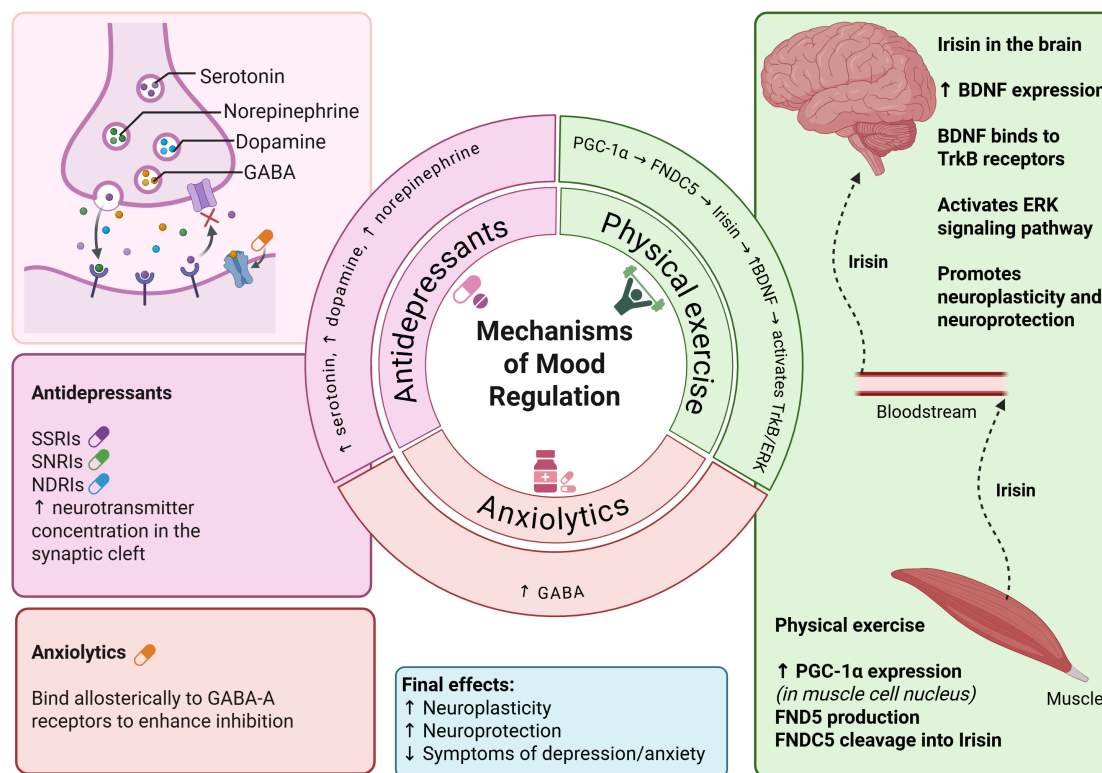 Serotonin
Norepinephrine
Dopamine
GABA
Antidepressants
SSRIs
SNRIs
NDRIs
↑ neurotransmitter
concentration in the
synaptic cleft
Anxiolytics
Bind allosterically to GABA-A
receptors to enhance inhibition
↑ serotonin, ↑ dopamine, ↑ norepinephrine
Antidepressants
PGC-1α → FNDC5 → Irisin → ↑BDNF → activates TrkB/ERK
Physical exercise
Mechanisms
of Mood
Regulation
Anxiolytics
↑ GABA
Final effects:
↑ Neuroplasticity
↑ Neuroprotection
↓ Symptoms of depression/anxiety
Irisin in the brain
↑ BDNF expression
BDNF binds to
TrkB receptors
Activates ERK
signaling pathway
Promotes
neuroplasticity and
neuroprotection
Irisin
Bloodstream
Irisin
Physical exercise
↑ PGC-1α expression
(in muscle cell nucleus)
FND5 production
FNDC5 cleavage into Irisin
Muscle